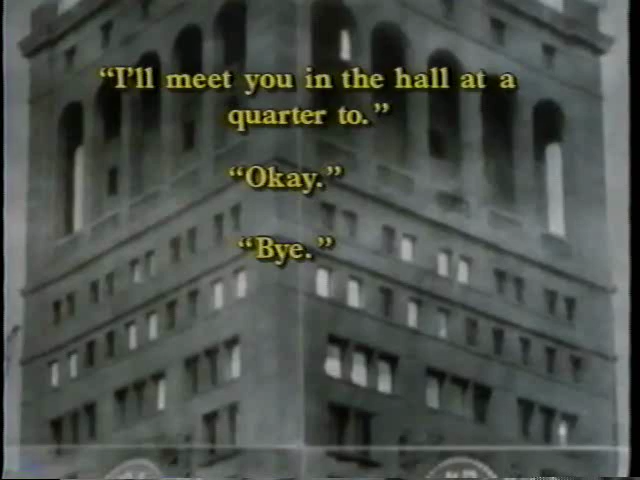 “I'll meet you in the hall at a
quarter to.”
“Okay.”
“Bye.”